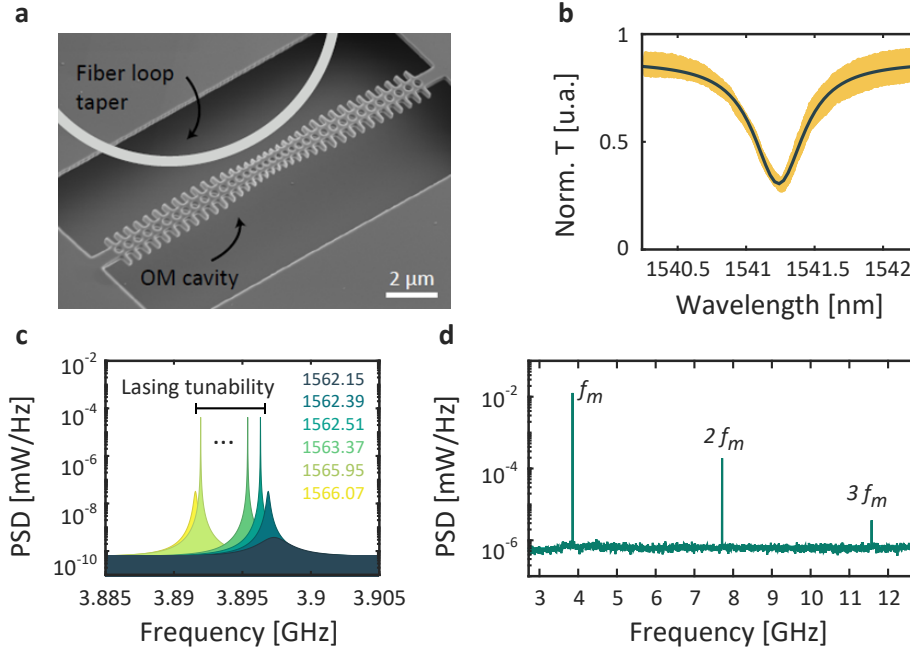 a
Fiber loop
taper
OM cavity
2 μm
b
1
0.5
0
Norm. T [u.a.]
1540.5
1541
1541.5
1542
Wavelength [nm]
c
10-2
10-4
10-6
10-8
10-10
PSD [mW/Hz]
Lasing tunability
...
1562.15
1562.39
1562.51
1563.37
1565.95
1566.07
3.885
3.89
3.895
3.9
3.905
Frequency [GHz]
d
10-2
10-4
10-6
PSD [mW/Hz]
fm
2 fm
3 fm
3 4 5 6 7 8 9 10 11 12
Frequency [GHz]